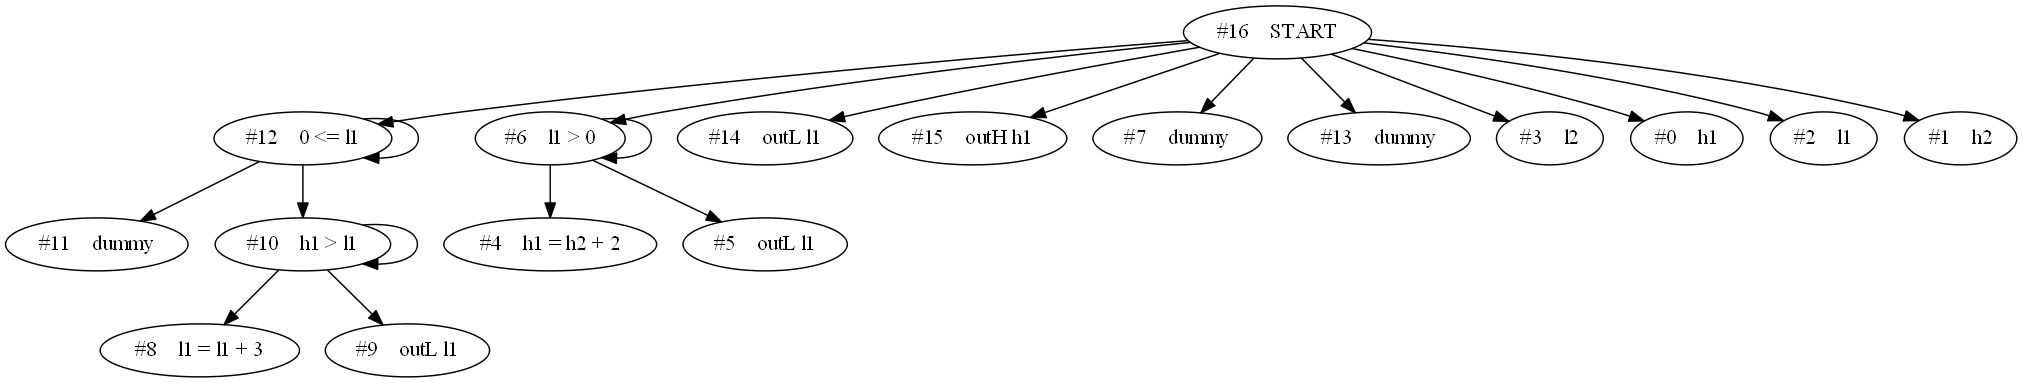 #16 START
#12 0 <= l1
#6 l1 > 0
#14 outL l1
#15 outH h1
#7 dummy
#13 dummy
#3 l2
#0 h1
#2 l1
#1 h2
#11 dummy
#10 h1 > l1
#4 h1 = h2 + 2
#5 outL l1
#8 l1 = l1 + 3
#9 outL l1